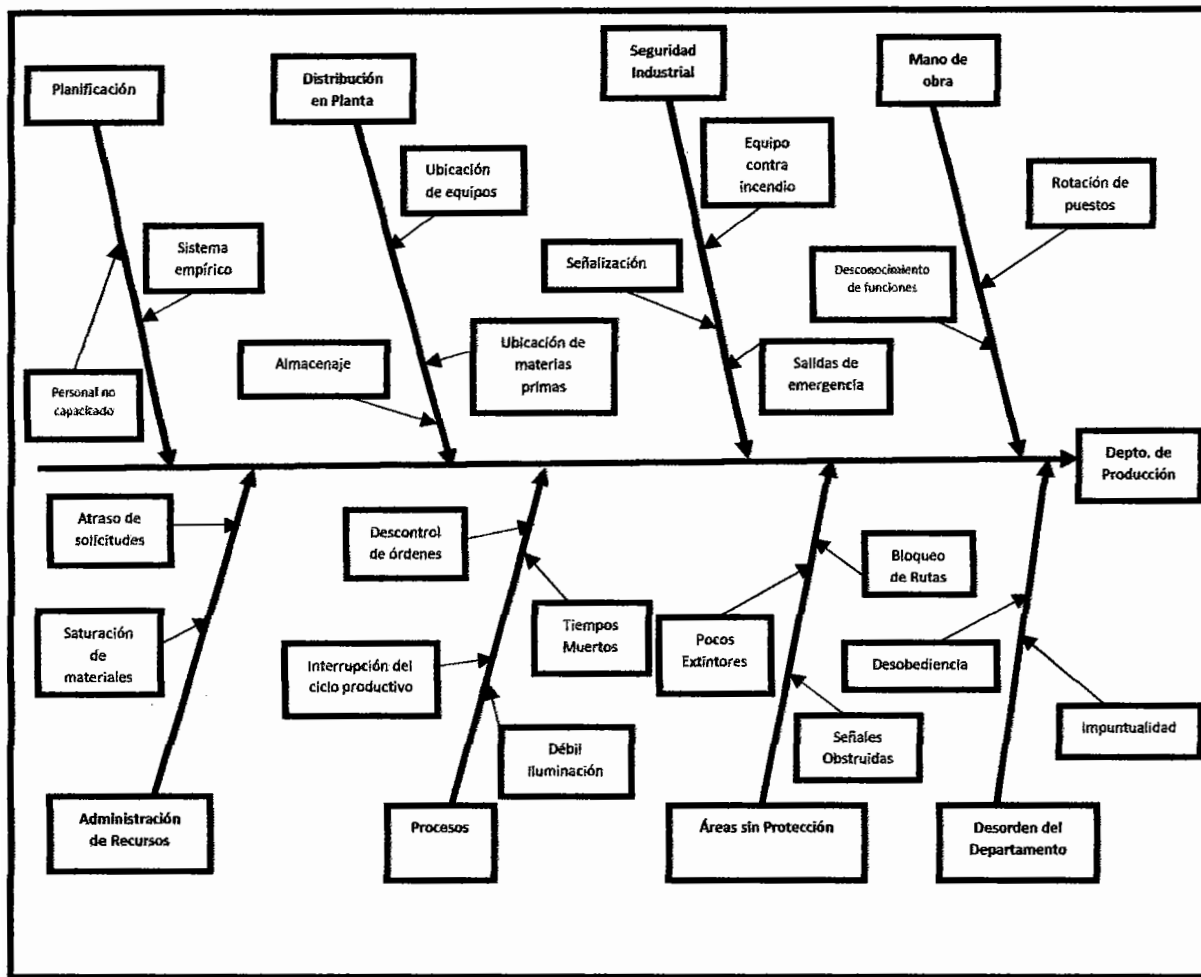 Planificación
Distribución
en Planta
Seguridad
Industrial
Mano de
obra
Ubicación
de equipos
Equipo
contra
incendio
Rotación de
puestos
Sistema
empírico
Señalización
Desconocimiento
de funciones
Almacenaje
Ubicación de
materias
primas
Salidas de
emergencia
Personal no
capacitado
Depto. de
Producción
Atraso de
solicitudes
Descontrol
de órdenes
Bloqueo
de Rutas
Saturación
de
materiales
Interrupción del
ciclo productivo
Tiempos
Muertos
Pocos
Extintores
Desobediencia
Débil
Iluminación
Señales
Obstruidas
Impuntualidad
Administración
de Recursos
Procesos
Áreas sin Protección
Desorden del
Departamento